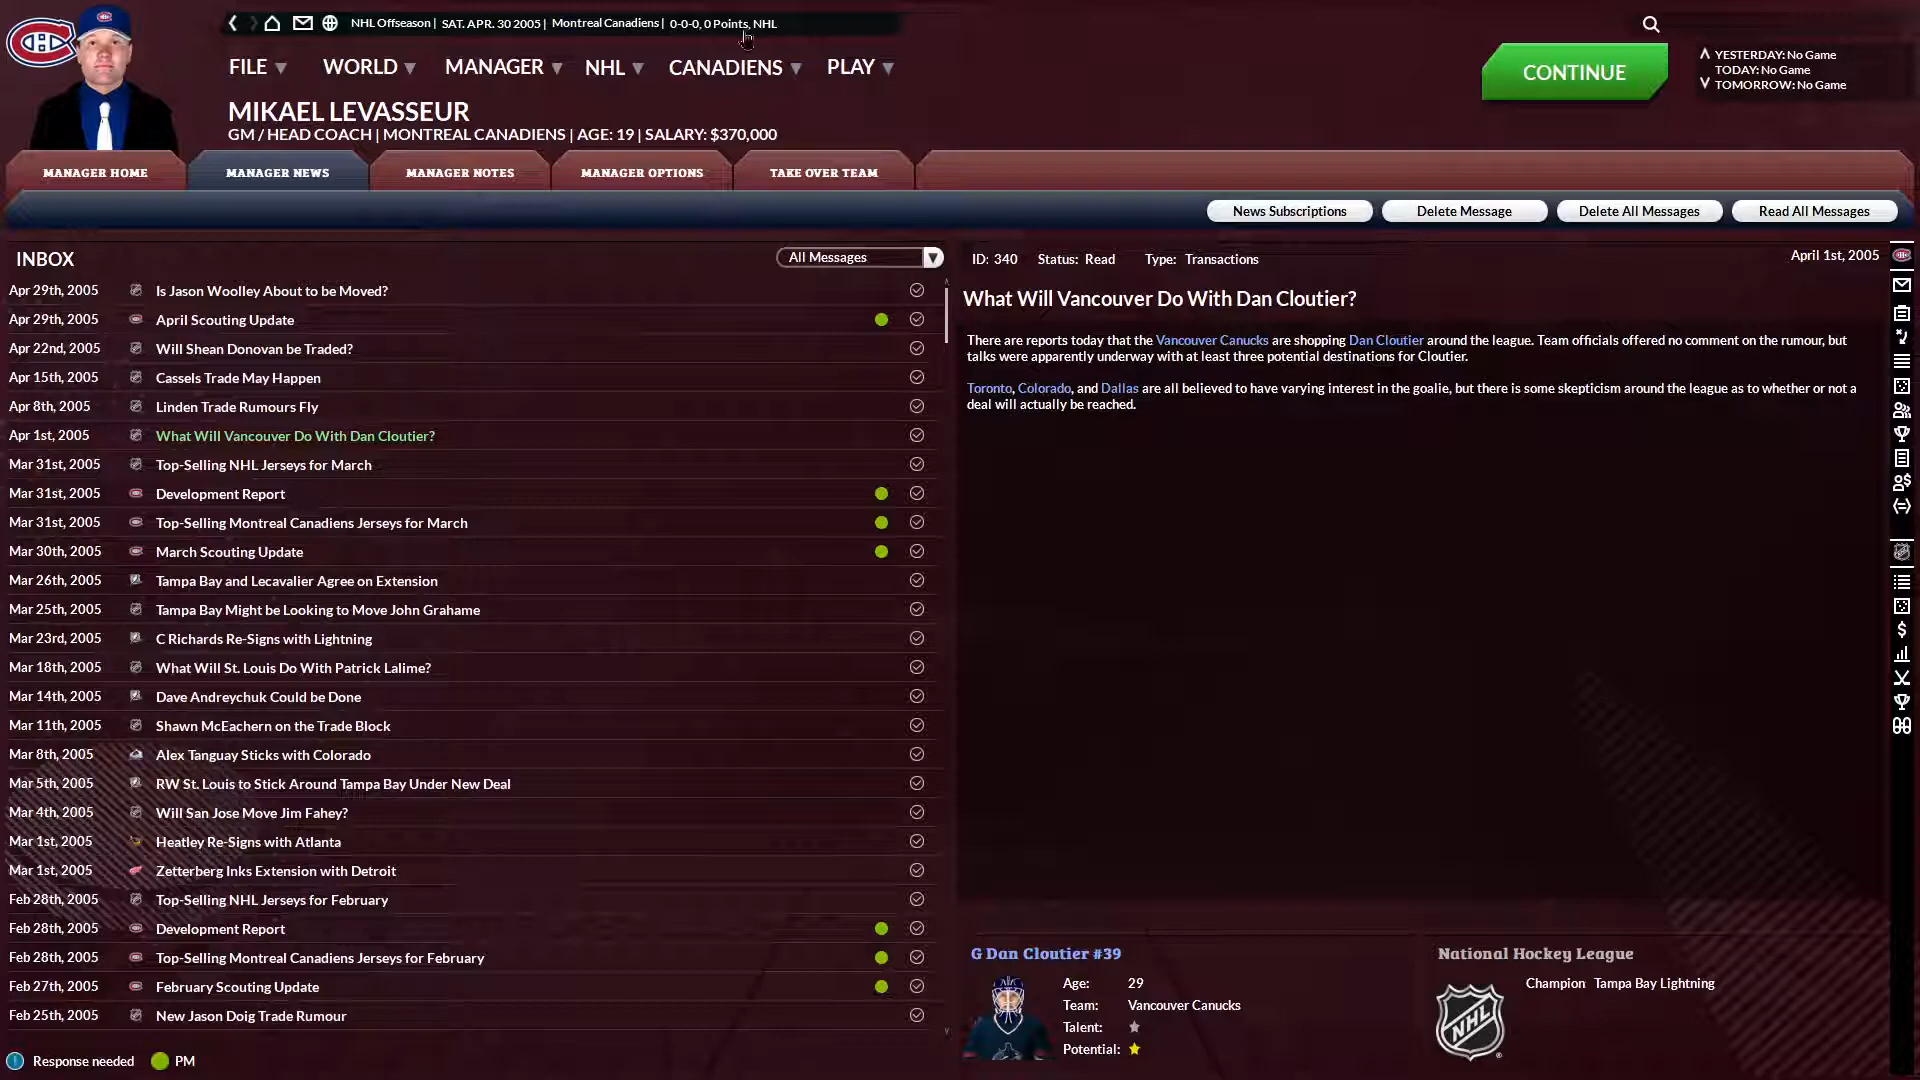 NHL Offseason | SAT. APR. 30 2005 | Montreal Canadiens | 0-0-0, 0 Points, NHL
FILE WORLD MANAGER NHL CANADIENS PLAY
CONTINUE
YESTERDAY: No Game
TODAY: No Game
TOMORROW: No Game
MIKAEL LEVASSEUR
GM / HEAD COACH | MONTREAL CANADIENS | AGE: 19 | SALARY: $370,000
MANAGER HOME MANAGER NEWS MANAGER NOTES MANAGER OPTIONS TAKE OVER TEAM
News Subscriptions Delete Message Delete All Messages Read All Messages
INBOX All Messages
Apr 29th, 2005 Is Jason Woolley About to be Moved?
Apr 29th, 2005 April Scouting Update
Apr 22nd, 2005 Will Shean Donovan be Traded?
Apr 15th, 2005 Cassels Trade May Happen
Apr 8th, 2005 Linden Trade Rumours Fly
Apr 1st, 2005 What Will Vancouver Do With Dan Cloutier?
Mar 31st, 2005 Top-Selling NHL Jerseys for March
Mar 31st, 2005 Development Report
Mar 31st, 2005 Top-Selling Montreal Canadiens Jerseys for March
Mar 30th, 2005 March Scouting Update
Mar 26th, 2005 Tampa Bay and Lecavalier Agree on Extension
Mar 25th, 2005 Tampa Bay Might be Looking to Move John Grahame
Mar 23rd, 2005 C Richards Re-Signs with Lightning
Mar 18th, 2005 What Will St. Louis Do With Patrick Lalime?
Mar 14th, 2005 Dave Andreychuk Could be Done
Mar 11th, 2005 Shawn McEachern on the Trade Block
Mar 8th, 2005 Alex Tanguay Sticks with Colorado
Mar 5th, 2005 RW St. Louis to Stick Around Tampa Bay Under New Deal
Mar 4th, 2005 Will San Jose Move Jim Fahey?
Mar 1st, 2005 Heatley Re-Signs with Atlanta
Mar 1st, 2005 Zetterberg Inks Extension with Detroit
Feb 28th, 2005 Top-Selling NHL Jerseys for February
Feb 28th, 2005 Development Report
Feb 28th, 2005 Top-Selling Montreal Canadiens Jerseys for February
Feb 27th, 2005 February Scouting Update
Feb 25th, 2005 New Jason Doig Trade Rumour
Response needed PM
ID: 340 Status: Read Type: Transactions April 1st, 2005
What Will Vancouver Do With Dan Cloutier?
There are reports today that the Vancouver Canucks are shopping Dan Cloutier around the league. Team officials offered no comment on the rumour, but
talks were apparently underway with at least three potential destinations for Cloutier.
Toronto, Colorado, and Dallas are all believed to have varying interest in the goalie, but there is some skepticism around the league as to whether or not a
deal will actually be reached.
G Dan Cloutier #39
Age: 29
Team: Vancouver Canucks
Talent:
Potential:
National Hockey League
Champion Tampa Bay Lightning
NHL